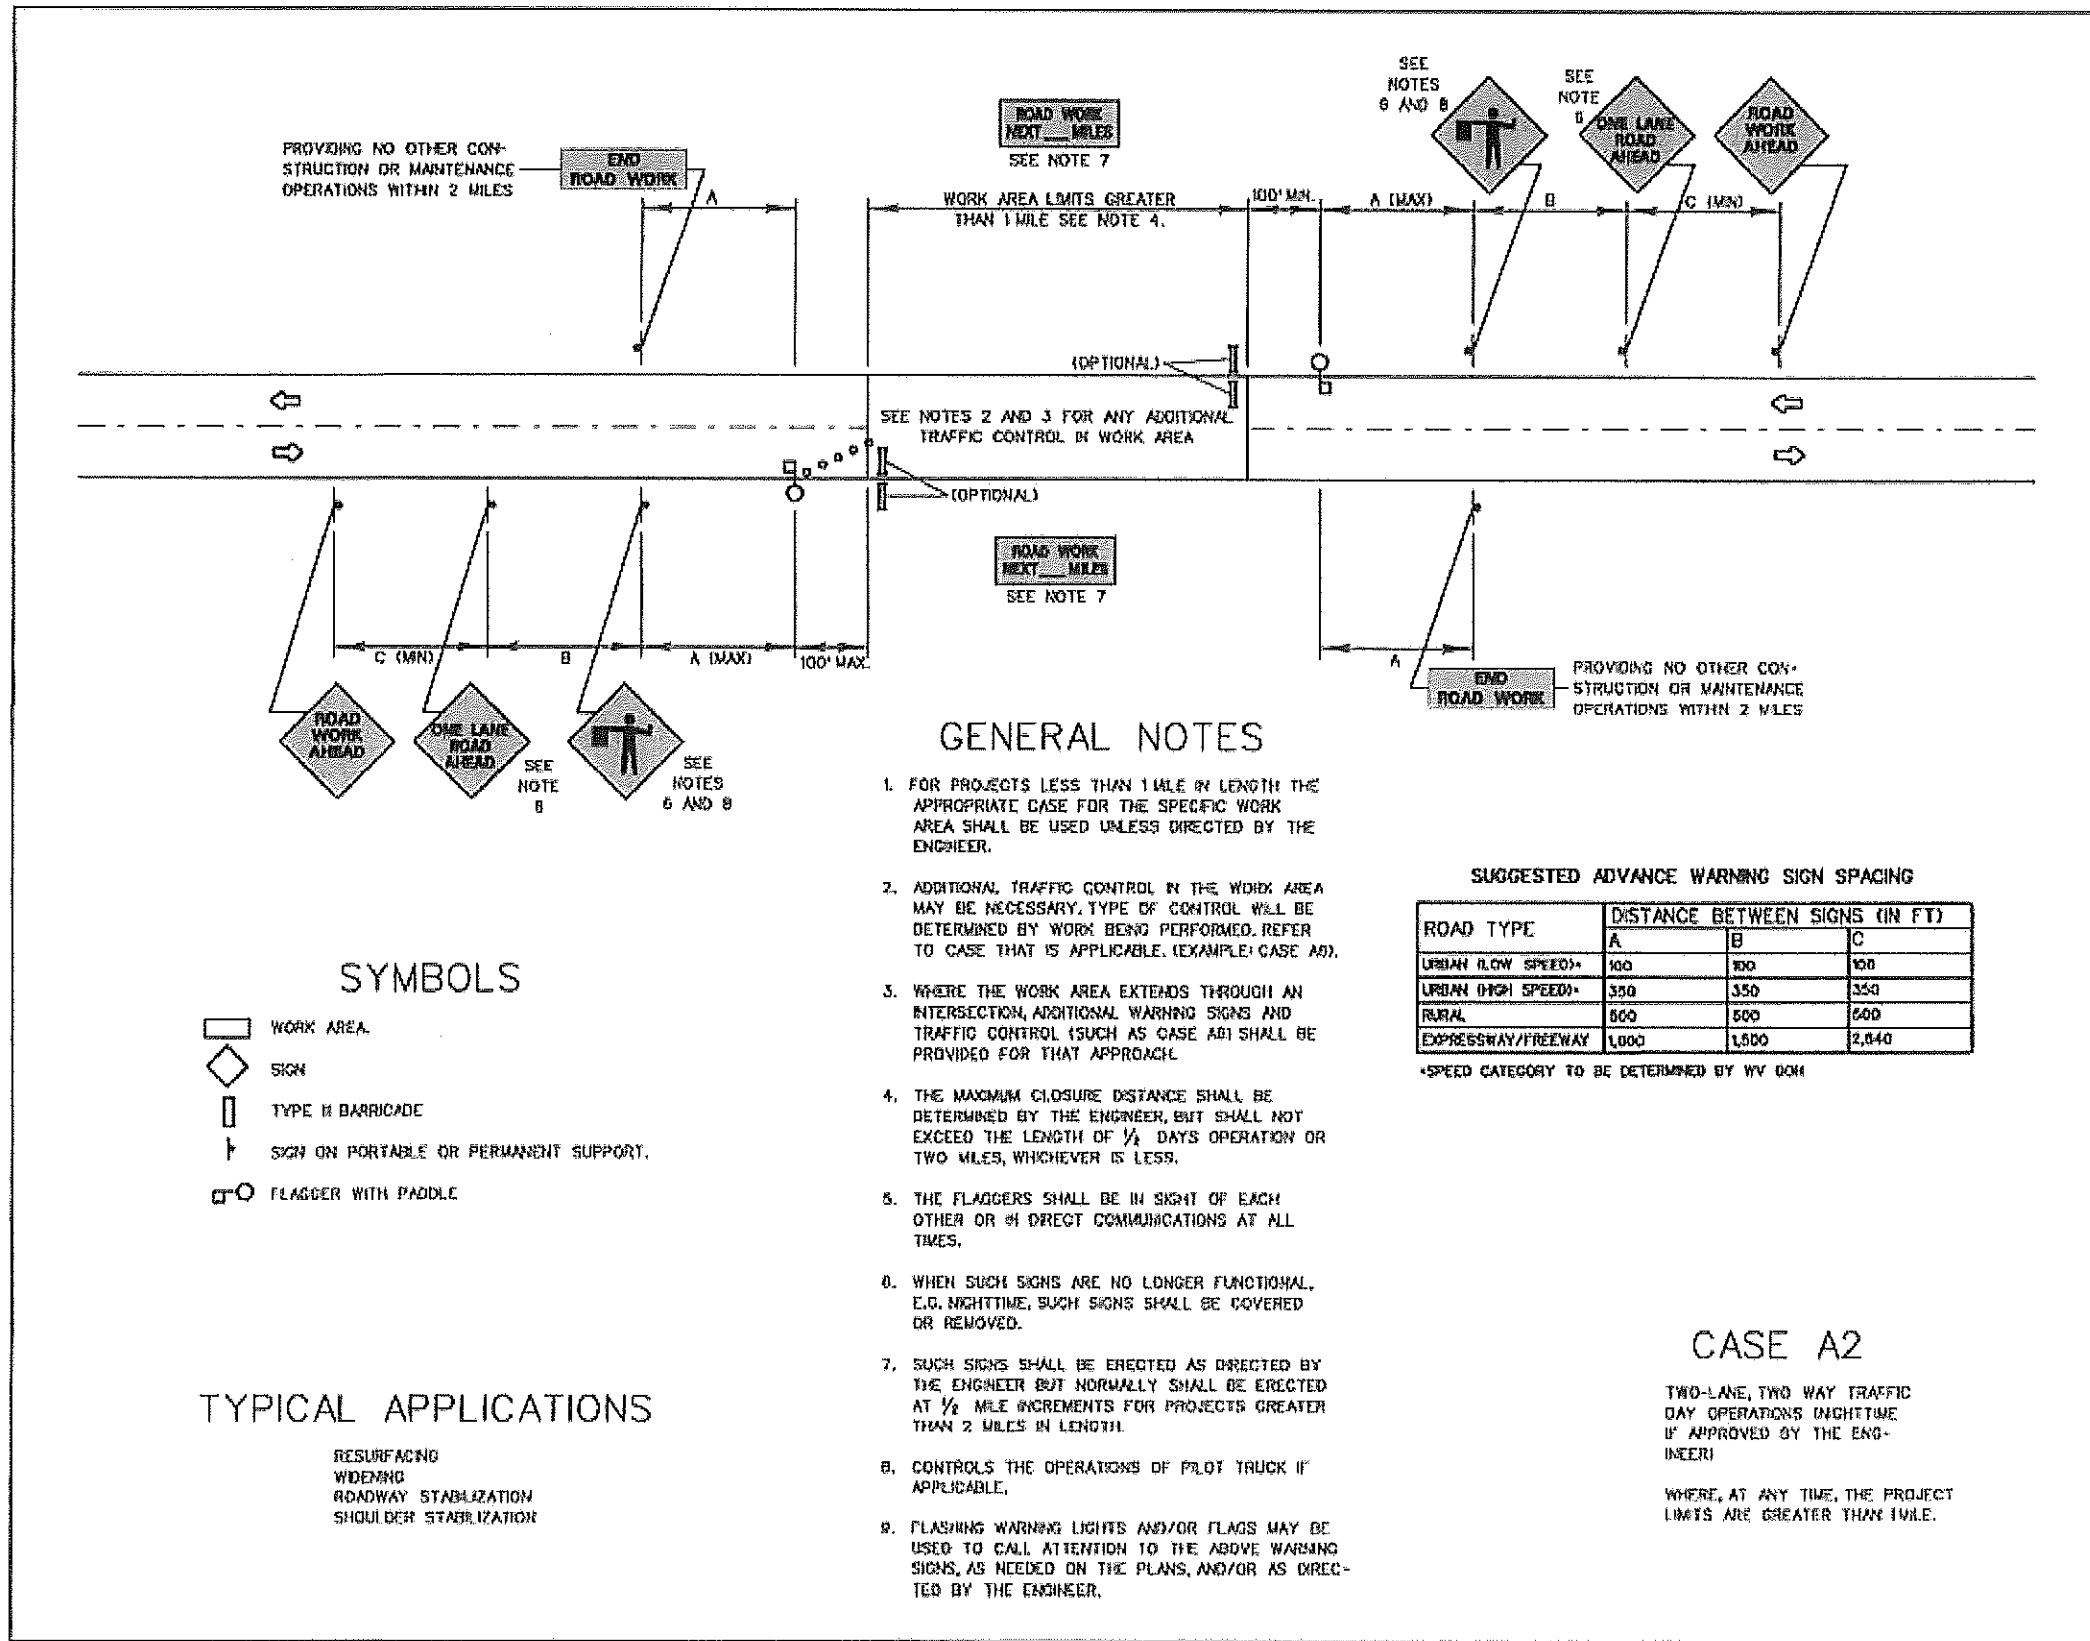 SEE
NOTES
6 AND 8
SEE
NOTE
ROAD WORK
NEXT ___ MILES
SEE NOTE 7
ONE LANE
ROAD
AHEAD
ROAD
WORK
AHEAD
PROVIDING NO OTHER CON-
STRUCTION OR MAINTENANCE
OPERATIONS WITHIN 2 MILES
END
ROAD WORK
A
WORK AREA LIMITS GREATER
THAN 1 MILE SEE NOTE 4.
100' MIN.
A (MAX)
B
C (MIN)
(OPTIONAL)
SEE NOTES 2 AND 3 FOR ANY ADDITIONAL
TRAFFIC CONTROL IN WORK AREA
(OPTIONAL)
ROAD WORK
NEXT ___ MILES
SEE NOTE 7
C (MIN)
B
A (MAX)
100' MAX.
A
END
ROAD WORK
PROVIDING NO OTHER CON-
STRUCTION OR MAINTENANCE
OPERATIONS WITHIN 2 MILES
ROAD
WORK
AHEAD
ONE LANE
ROAD
AHEAD
SEE
NOTE
SEE
NOTES
6 AND 8
GENERAL NOTES
1. FOR PROJECTS LESS THAN 1 MILE IN LENGTH THE
APPROPRIATE CASE FOR THE SPECIFIC WORK
AREA SHALL BE USED UNLESS DIRECTED BY THE
ENGINEER.
2. ADDITIONAL TRAFFIC CONTROL IN THE WORK AREA
MAY BE NECESSARY. TYPE OF CONTROL WILL BE
DETERMINED BY WORK BEING PERFORMED. REFER
TO CASE THAT IS APPLICABLE. (EXAMPLE: CASE
3. WHERE THE WORK AREA EXTENDS THROUGH AN
INTERSECTION, ADDITIONAL WARNING SIGNS AND
TRAFFIC CONTROL (SUCH AS CASE SHALL BE
PROVIDED FOR THAT APPROACH.
4. THE MAXIMUM CLOSURE DISTANCE SHALL BE
DETERMINED BY THE ENGINEER, BUT SHALL NOT
EXCEED THE LENGTH OF 1/2 DAYS OPERATION OR
TWO MILES, WHICHEVER IS LESS.
5. THE FLAGGERS SHALL BE IN SIGHT OF EACH
OTHER OR IN DIRECT COMMUNICATIONS AT ALL
TIMES.
6. WHEN SUCH SIGNS ARE NO LONGER FUNCTIONAL,
E.G. NIGHTTIME, SUCH SIGNS SHALL BE COVERED
OR REMOVED.
7. SUCH SIGNS SHALL BE ERECTED AS DIRECTED BY
THE ENGINEER BUT NORMALLY SHALL BE ERECTED
AT 1/2 MILE INCREMENTS FOR PROJECTS GREATER
THAN 2 MILES IN LENGTH.
8. CONTROLS THE OPERATIONS OF PILOT TRUCK IF
APPLICABLE.
9. FLASHING WARNING LIGHTS AND/OR FLAGS MAY BE
USED TO CALL ATTENTION TO THE ABOVE WARNING
SIGNS, AS NEEDED ON THE PLANS, AND/OR AS DIREC-
TED BY THE ENGINEER.
SYMBOLS
WORK AREA.
SIGN
TYPE II BARRICADE
SIGN ON PORTABLE OR PERMANENT SUPPORT.
FLAGGER WITH PADDLE
TYPICAL APPLICATIONS
RESURFACING
WIDENING
ROADWAY STABILIZATION
SHOULDER STABILIZATION
SUGGESTED ADVANCE WARNING SIGN SPACING
ROAD TYPE DISTANCE BETWEEN SIGNS (IN FT)
A B C
URBAN (LOW SPEED)* 100 100 100
URBAN (HIGH SPEED)* 350 350 350
RURAL 500 500 500
EXPRESSWAY/FREEWAY 1,000 1,500 2,640
*SPEED CATEGORY TO BE DETERMINED BY WV DOH
CASE A2
TWO-LANE, TWO WAY TRAFFIC
DAY OPERATIONS (NIGHTTIME
IF APPROVED BY THE ENG-
INEER)
WHERE, AT ANY TIME, THE PROJECT
LIMITS ARE GREATER THAN 1 MILE.